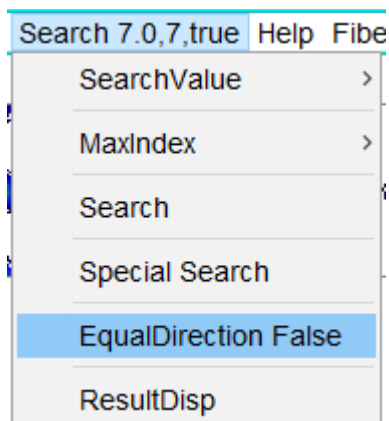 Search 7.0,7,true Help Fibe
SearchValue
MaxIndex
Search
Special Search
EqualDirection False
ResultDisp